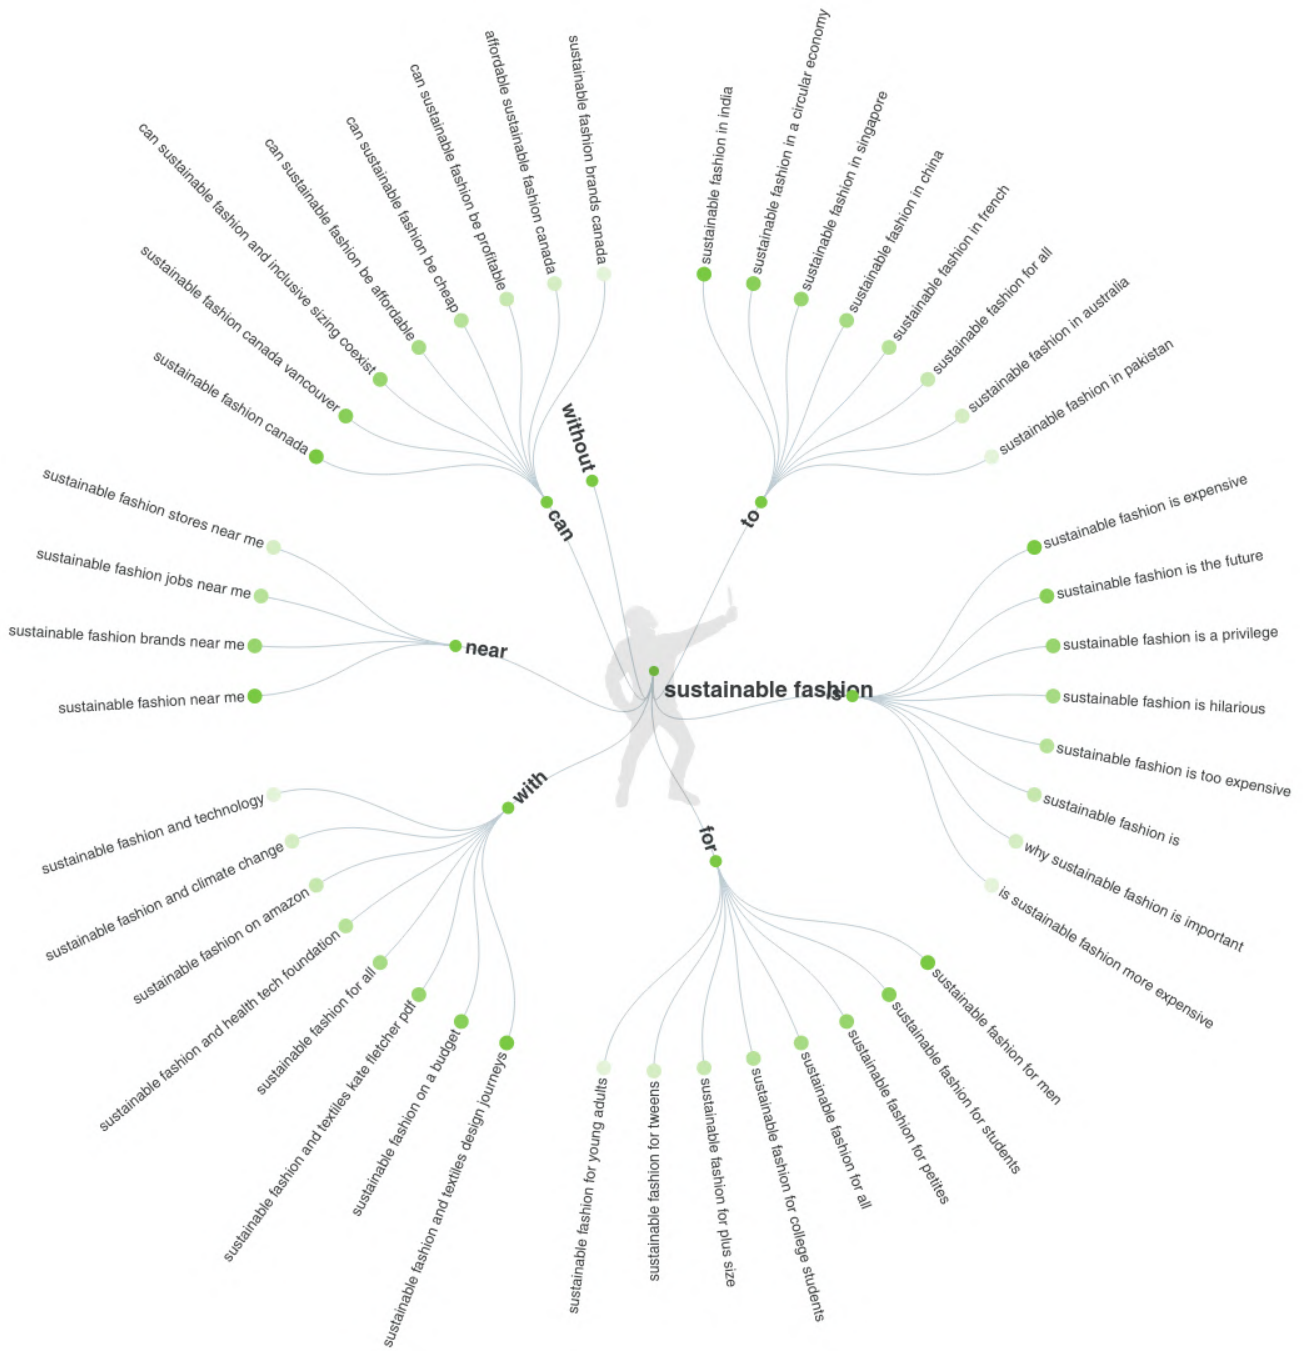 sustainable fashion
to
sustainable fashion in india
sustainable fashion in a circular economy
sustainable fashion in singapore
sustainable fashion in china
sustainable fashion in french
sustainable fashion for all
sustainable fashion in australia
sustainable fashion in pakistan
is
sustainable fashion is expensive
sustainable fashion is the future
sustainable fashion is a privilege
sustainable fashion is hilarious
sustainable fashion is too expensive
sustainable fashion is
why sustainable fashion is important
is sustainable fashion more expensive
for
sustainable fashion for men
sustainable fashion for students
sustainable fashion for petites
sustainable fashion for all
sustainable fashion for college students
sustainable fashion for plus size
sustainable fashion for tweens
sustainable fashion for young adults
with
sustainable fashion and textiles design journeys
sustainable fashion on a budget
sustainable fashion and textiles kate fletcher pdf
sustainable fashion for all
sustainable fashion and health tech foundation
sustainable fashion on amazon
sustainable fashion and climate change
sustainable fashion and technology
near
sustainable fashion near me
sustainable fashion brands near me
sustainable fashion jobs near me
sustainable fashion stores near me
can
sustainable fashion canada
sustainable fashion canada vancouver
can sustainable fashion and inclusive sizing coexist
can sustainable fashion be affordable
can sustainable fashion be cheap
can sustainable fashion be profitable
affordable sustainable fashion canada
sustainable fashion brands canada
without